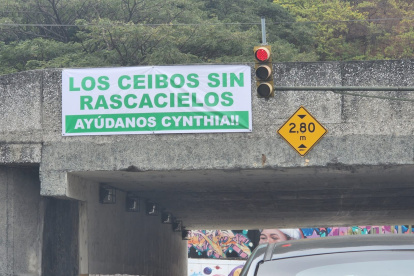 LOS CEIBOS SIN
RASCACIELOS
AYÚDANOS CYNTHIA!!
2.80
m